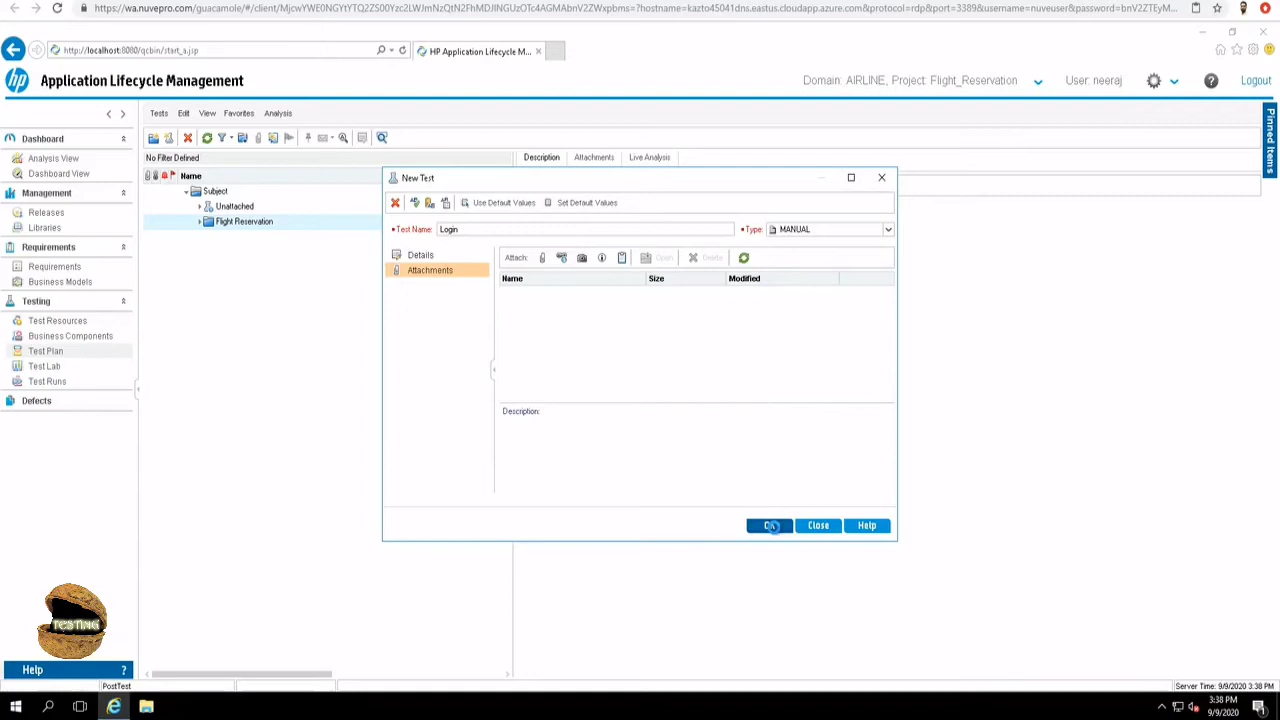 https://wa.nuvepro.com/guacamole/#/client/MjcwYWE0NGYtYTQ2ZS00Yzc2LWJmNzQtN2FhMDJlNGUzOTc4AGMAbnV2ZWxpbms=?hostname=kazto45041dns.eastus.cloudapp.azure.com&protocol=rdp&port=3389&username=nuveuser&password=bnV2ZTEyM...
http://localhost:8080/qcbin/start_a.jsp
HP Application Lifecycle M...
hp Application Lifecycle Management
Domain: AIRLINE, Project: Flight_Reservation
User: neeraj
Logout
Pinned Items
Dashboard
Analysis View
Dashboard View
Management
Releases
Libraries
Requirements
Requirements
Business Models
Testing
Test Resources
Business Components
Test Plan
Test Lab
Test Runs
Defects
Tests Edit View Favorites Analysis
No Filter Defined
Name
Subject
Unattached
Flight Reservation
Description Attachments Live Analysis
New Test
Use Default Values Set Default Values
Test Name: Login
Type: MANUAL
Details
Attachments
Attach: Open Delete
Name Size Modified
Description:
Close Help
TESTING
Help ?
PostTest
Server Time: 9/9/2020 3:38 PM
3:38 PM
9/9/2020